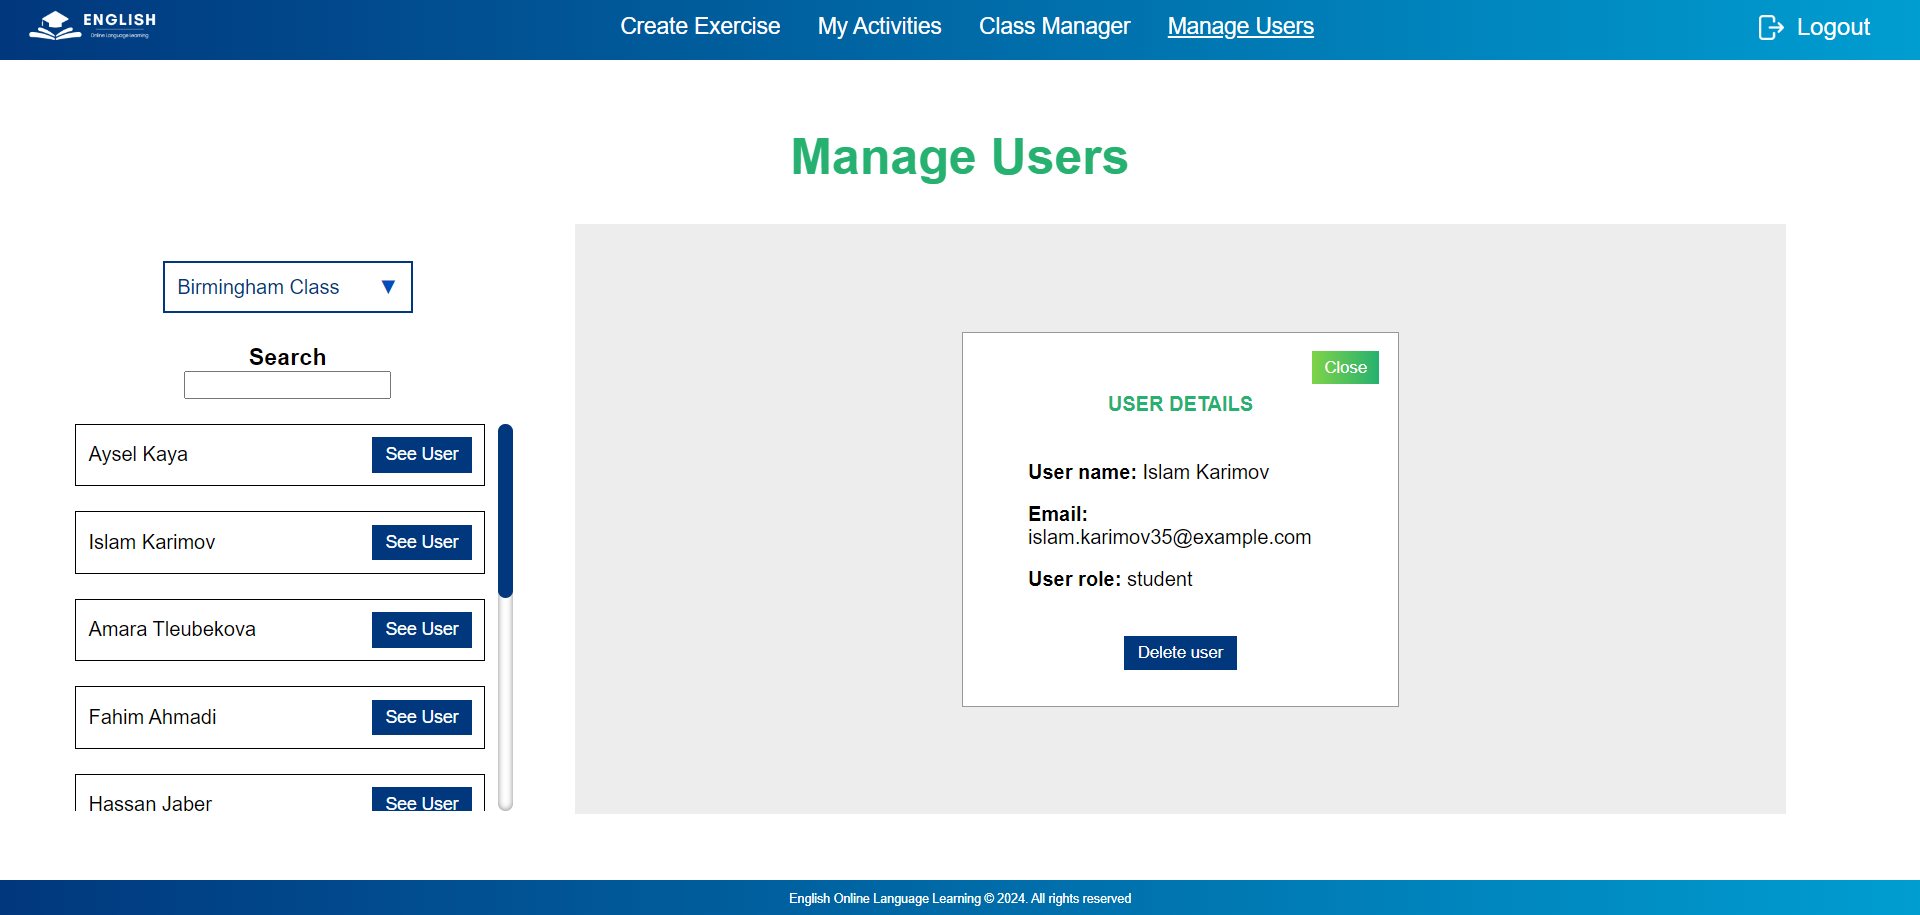 ENGLISH
Online Language learning
Create Exercise My Activities Class Manager Manage Users
Logout
Manage Users
Birmingham Class ▼
Search
Aysel Kaya See User
Islam Karimov See User
Amara Tleubekova See User
Fahim Ahmadi See User
Hassan Jaber See User
Close
USER DETAILS
User name: Islam Karimov
Email:
islam.karimov35@example.com
User role: student
Delete user
English Online Language Learning © 2024. All rights reserved